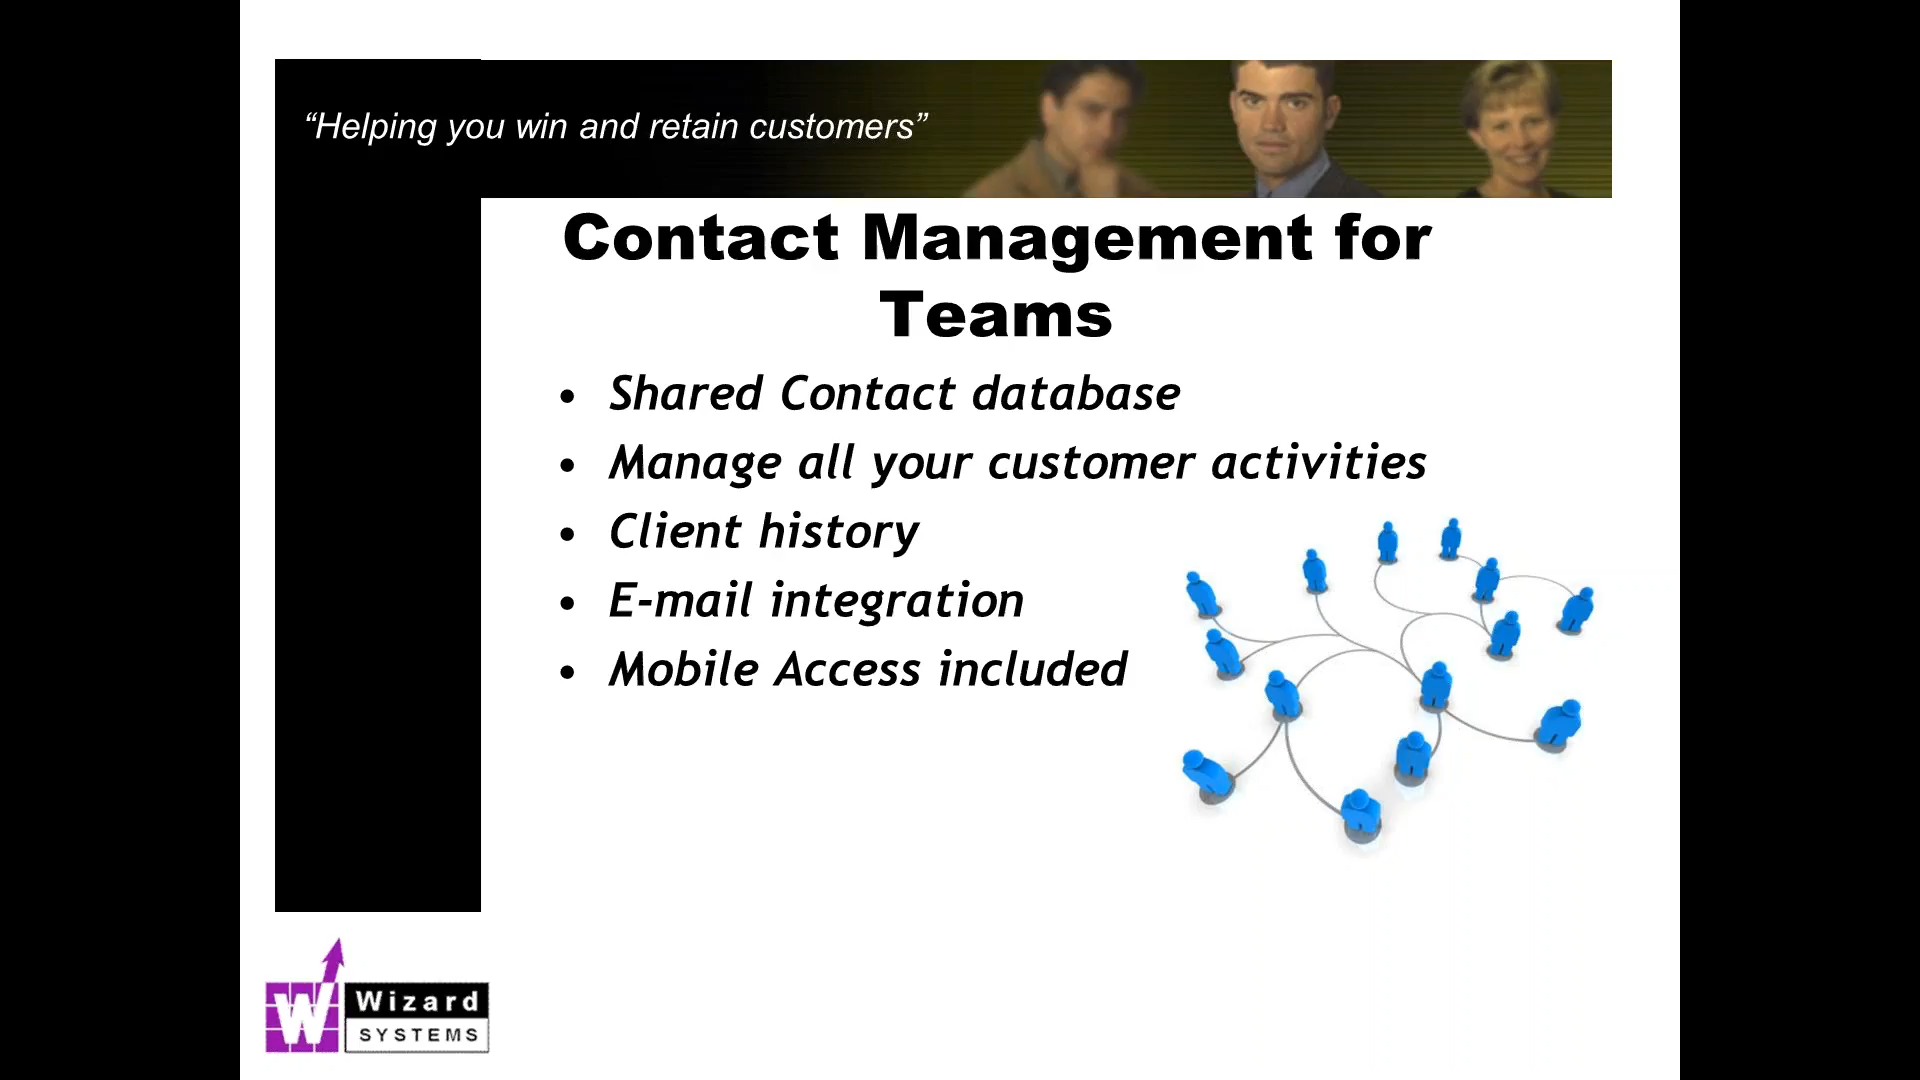 “Helping you win and retain customers”
Contact Management for
Teams
• Shared Contact database
• Manage all your customer activities
• Client history
• E-mail integration
• Mobile Access included
W Wizard
SYSTEMS